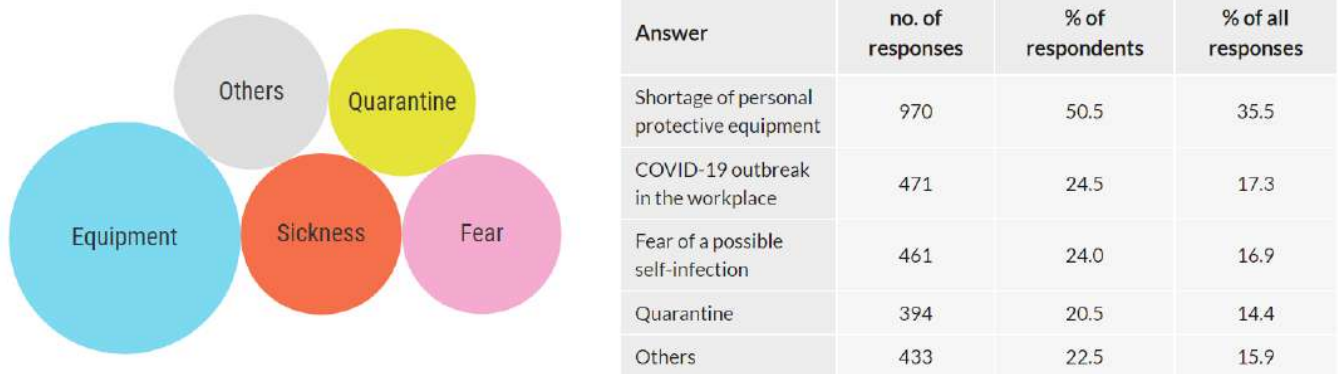 Others
Quarantine
Equipment
Sickness
Fear
Answer
no. of
responses
% of
respondents
% of all
responses
Shortage of personal
protective equipment
970
50.5
35.5
COVID-19 outbreak
in the workplace
471
24.5
17.3
Fear of a possible
self-infection
461
24.0
16.9
Quarantine
394
20.5
14.4
Others
433
22.5
15.9